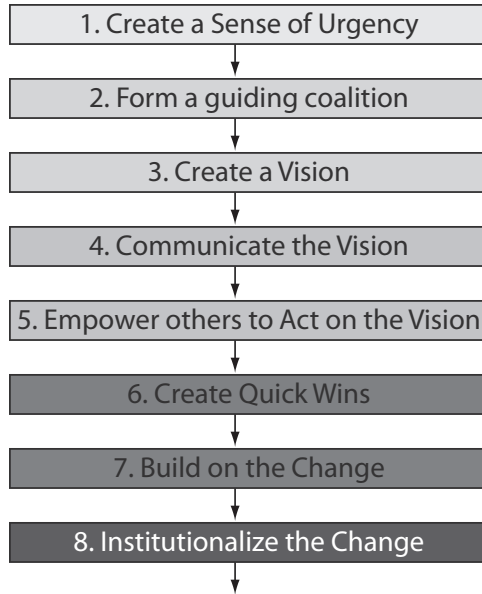 1. Create a Sense of Urgency
2. Form a guiding coalition
3. Create a Vision
4. Communicate the Vision
5. Empower others to Act on the Vision
6. Create Quick Wins
7. Build on the Change
8. Institutionalize the Change